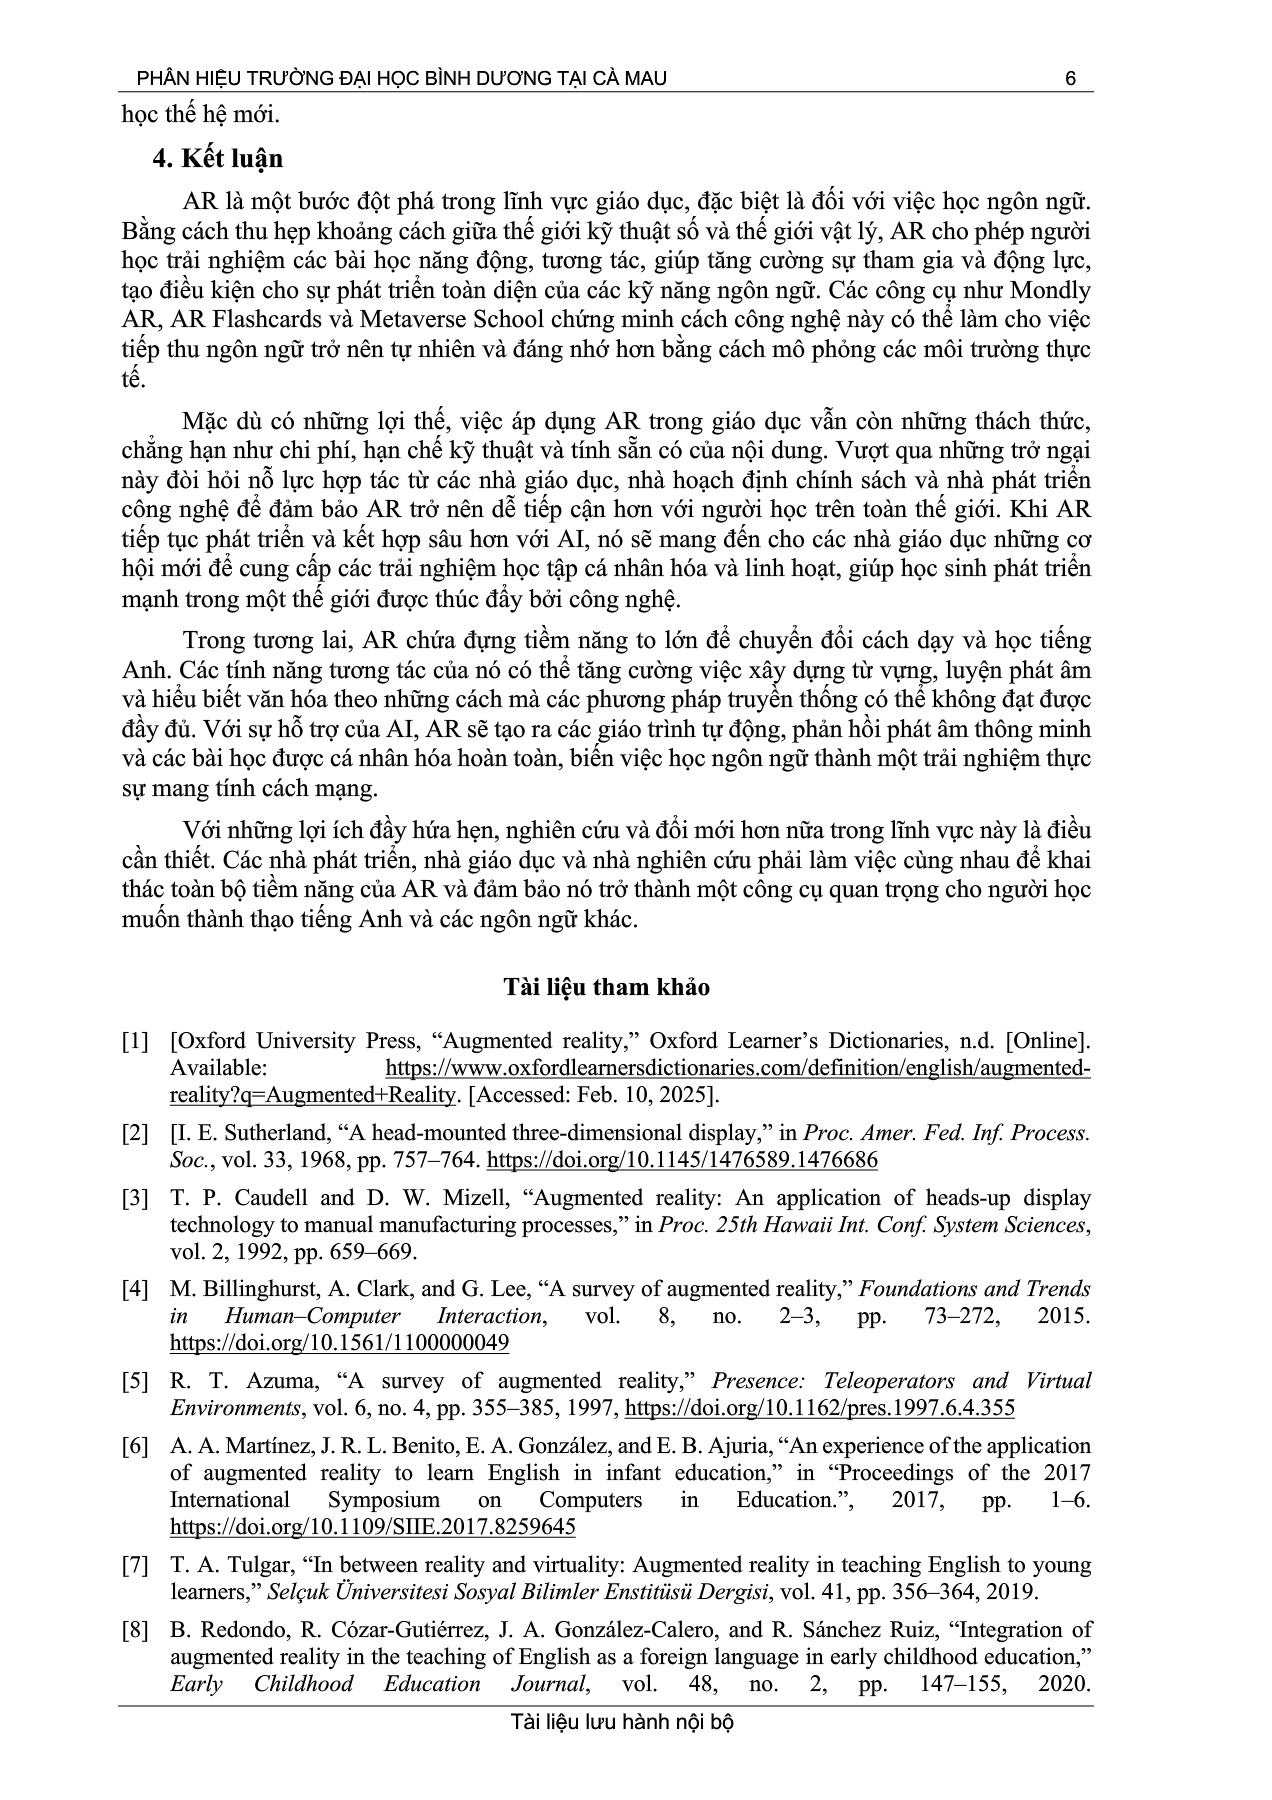 PHÂN HIỆU TRƯỜNG ĐẠI HỌC BÌNH DƯƠNG TẠI CÀ MAU 6
học thế hệ mới.
4. Kết luận
AR là một bước đột phá trong lĩnh vực giáo dục, đặc biệt là đối với việc học ngôn ngữ.
Bằng cách thu hẹp khoảng cách giữa thế giới kỹ thuật số và thế giới vật lý, AR cho phép người
học trải nghiệm các bài học năng động, tương tác, giúp tăng cường sự tham gia và động lực,
tạo điều kiện cho sự phát triển toàn diện của các kỹ năng ngôn ngữ. Các công cụ như Mondly
AR, AR Flashcards và Metaverse School chứng minh cách công nghệ này có thể làm cho việc
tiếp thu ngôn ngữ trở nên tự nhiên và đáng nhớ hơn bằng cách mô phỏng các môi trường thực
tế.
Mặc dù có những lợi thế, việc áp dụng AR trong giáo dục vẫn còn những thách thức,
chẳng hạn như chi phí, hạn chế kỹ thuật và tính sẵn có của nội dung. Vượt qua những trở ngại
này đòi hỏi nỗ lực hợp tác từ các nhà giáo dục, nhà hoạch định chính sách và nhà phát triển
công nghệ để đảm bảo AR trở nên dễ tiếp cận hơn với người học trên toàn thế giới. Khi AR
tiếp tục phát triển và kết hợp sâu hơn với AI, nó sẽ mang đến cho các nhà giáo dục những cơ
hội mới để cung cấp các trải nghiệm học tập cá nhân hóa và linh hoạt, giúp học sinh phát triển
mạnh trong một thế giới được thúc đẩy bởi công nghệ.
Trong tương lai, AR chứa đựng tiềm năng to lớn để chuyển đổi cách dạy và học tiếng
Anh. Các tính năng tương tác của nó có thể tăng cường việc xây dựng từ vựng, luyện phát âm
và hiểu biết văn hóa theo những cách mà các phương pháp truyền thống có thể không đạt được
đầy đủ. Với sự hỗ trợ của AI, AR sẽ tạo ra các giáo trình tự động, phản hồi phát âm thông minh
và các bài học được cá nhân hóa hoàn toàn, biến việc học ngôn ngữ thành một trải nghiệm thực
sự mang tính cách mạng.
Với những lợi ích đầy hứa hẹn, nghiên cứu và đổi mới hơn nữa trong lĩnh vực này là điều
cần thiết. Các nhà phát triển, nhà giáo dục và nhà nghiên cứu phải làm việc cùng nhau để khai
thác toàn bộ tiềm năng của AR và đảm bảo nó trở thành một công cụ quan trọng cho người học
muốn thành thạo tiếng Anh và các ngôn ngữ khác.
Tài liệu tham khảo
[1] [Oxford University Press, “Augmented reality,” Oxford Learner’s Dictionaries, n.d. [Online].
Available: https://www.oxfordlearnersdictionaries.com/definition/english/augmented-
reality?q=Augmented+Reality. [Accessed: Feb. 10, 2025].
[2] [I. E. Sutherland, “A head-mounted three-dimensional display,” in Proc. Amer. Fed. Inf. Process.
Soc., vol. 33, 1968, pp. 757–764. https://doi.org/10.1145/1476589.1476686
[3] T. P. Caudell and D. W. Mizell, “Augmented reality: An application of heads-up display
technology to manual manufacturing processes,” in Proc. 25th Hawaii Int. Conf. System Sciences,
vol. 2, 1992, pp. 659–669.
[4] M. Billinghurst, A. Clark, and G. Lee, “A survey of augmented reality,” Foundations and Trends
in Human–Computer Interaction, vol. 8, no. 2–3, pp. 73–272, 2015.
https://doi.org/10.1561/1100000049
[5] R. T. Azuma, “A survey of augmented reality,” Presence: Teleoperators and Virtual
Environments, vol. 6, no. 4, pp. 355–385, 1997, https://doi.org/10.1162/pres.1997.6.4.355
[6] A. A. Martínez, J. R. L. Benito, E. A. González, and E. B. Ajuria, “An experience of the application
of augmented reality to learn English in infant education,” in “Proceedings of the 2017
International Symposium on Computers in Education.”, 2017, pp. 1–6.
https://doi.org/10.1109/SIIE.2017.8259645
[7] T. A. Tulgar, “In between reality and virtuality: Augmented reality in teaching English to young
learners,” Selçuk Üniversitesi Sosyal Bilimler Enstitüsü Dergisi, vol. 41, pp. 356–364, 2019.
[8] B. Redondo, R. Cózar-Gutiérrez, J. A. González-Calero, and R. Sánchez Ruiz, “Integration of
augmented reality in the teaching of English as a foreign language in early childhood education,”
Early Childhood Education Journal, vol. 48, no. 2, pp. 147–155, 2020.
Tài liệu lưu hành nội bộ